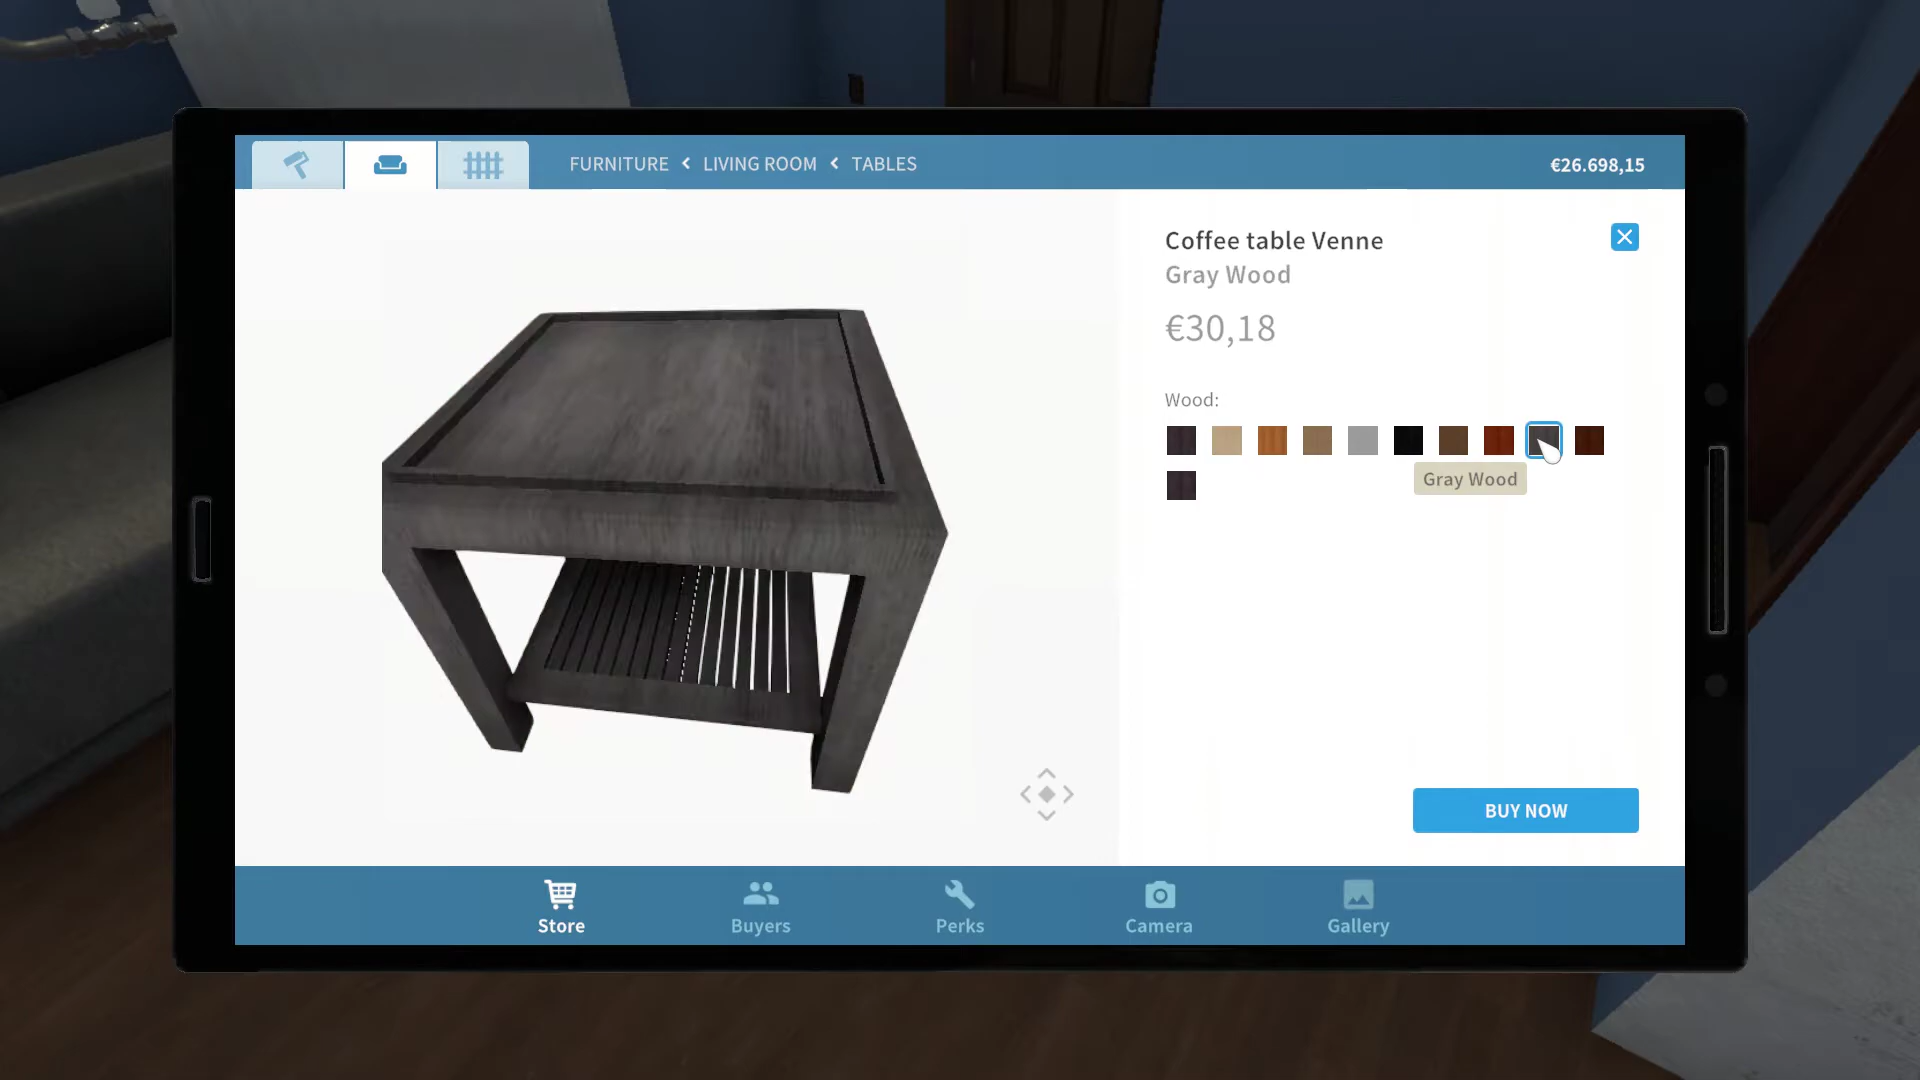 FURNITURE < LIVING ROOM < TABLES
€26.698,15
Coffee table Venne
Gray Wood
€30,18
Wood:
Gray Wood
BUY NOW
Store
Buyers
Perks
Camera
Gallery